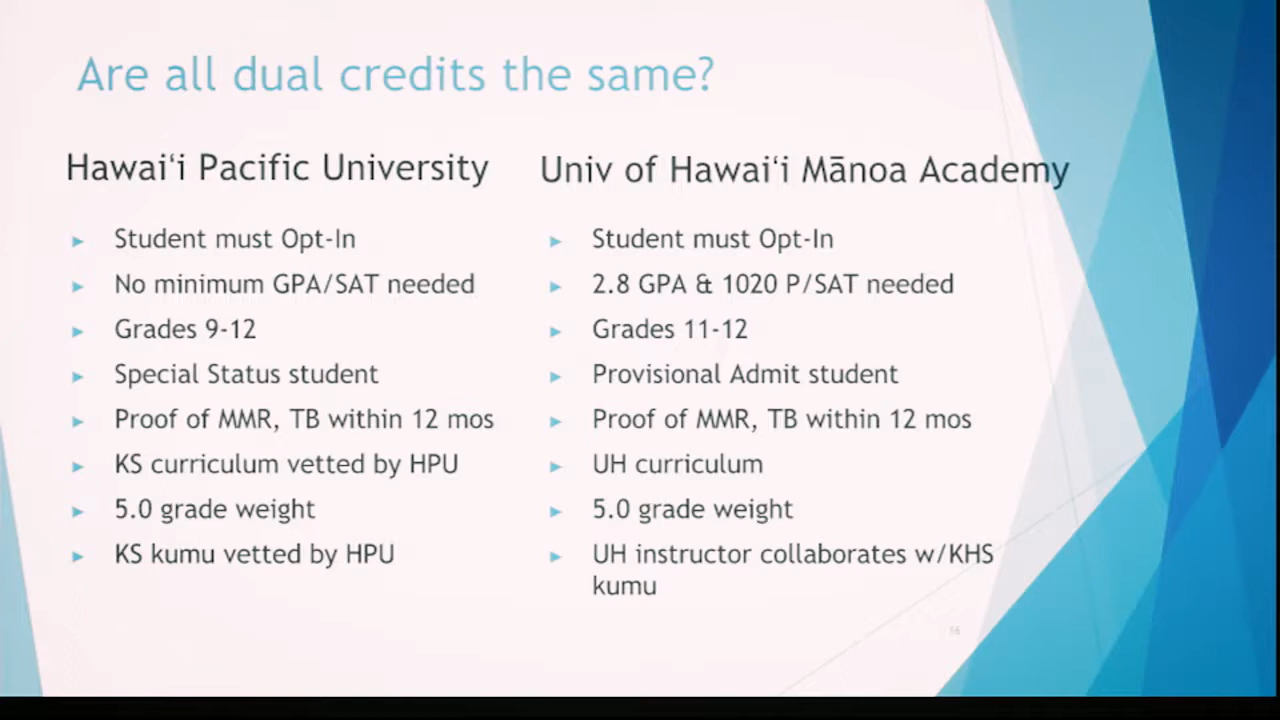 Are all dual credits the same?
Hawaiʻi Pacific University
Student must Opt-In
No minimum GPA/SAT needed
Grades 9-12
Special Status student
Proof of MMR, TB within 12 mos
KS curriculum vetted by HPU
5.0 grade weight
KS kumu vetted by HPU
Univ of Hawaiʻi Mānoa Academy
Student must Opt-In
2.8 GPA & 1020 P/SAT needed
Grades 11-12
Provisional Admit student
Proof of MMR, TB within 12 mos
UH curriculum
5.0 grade weight
UH instructor collaborates w/KHS
kumu